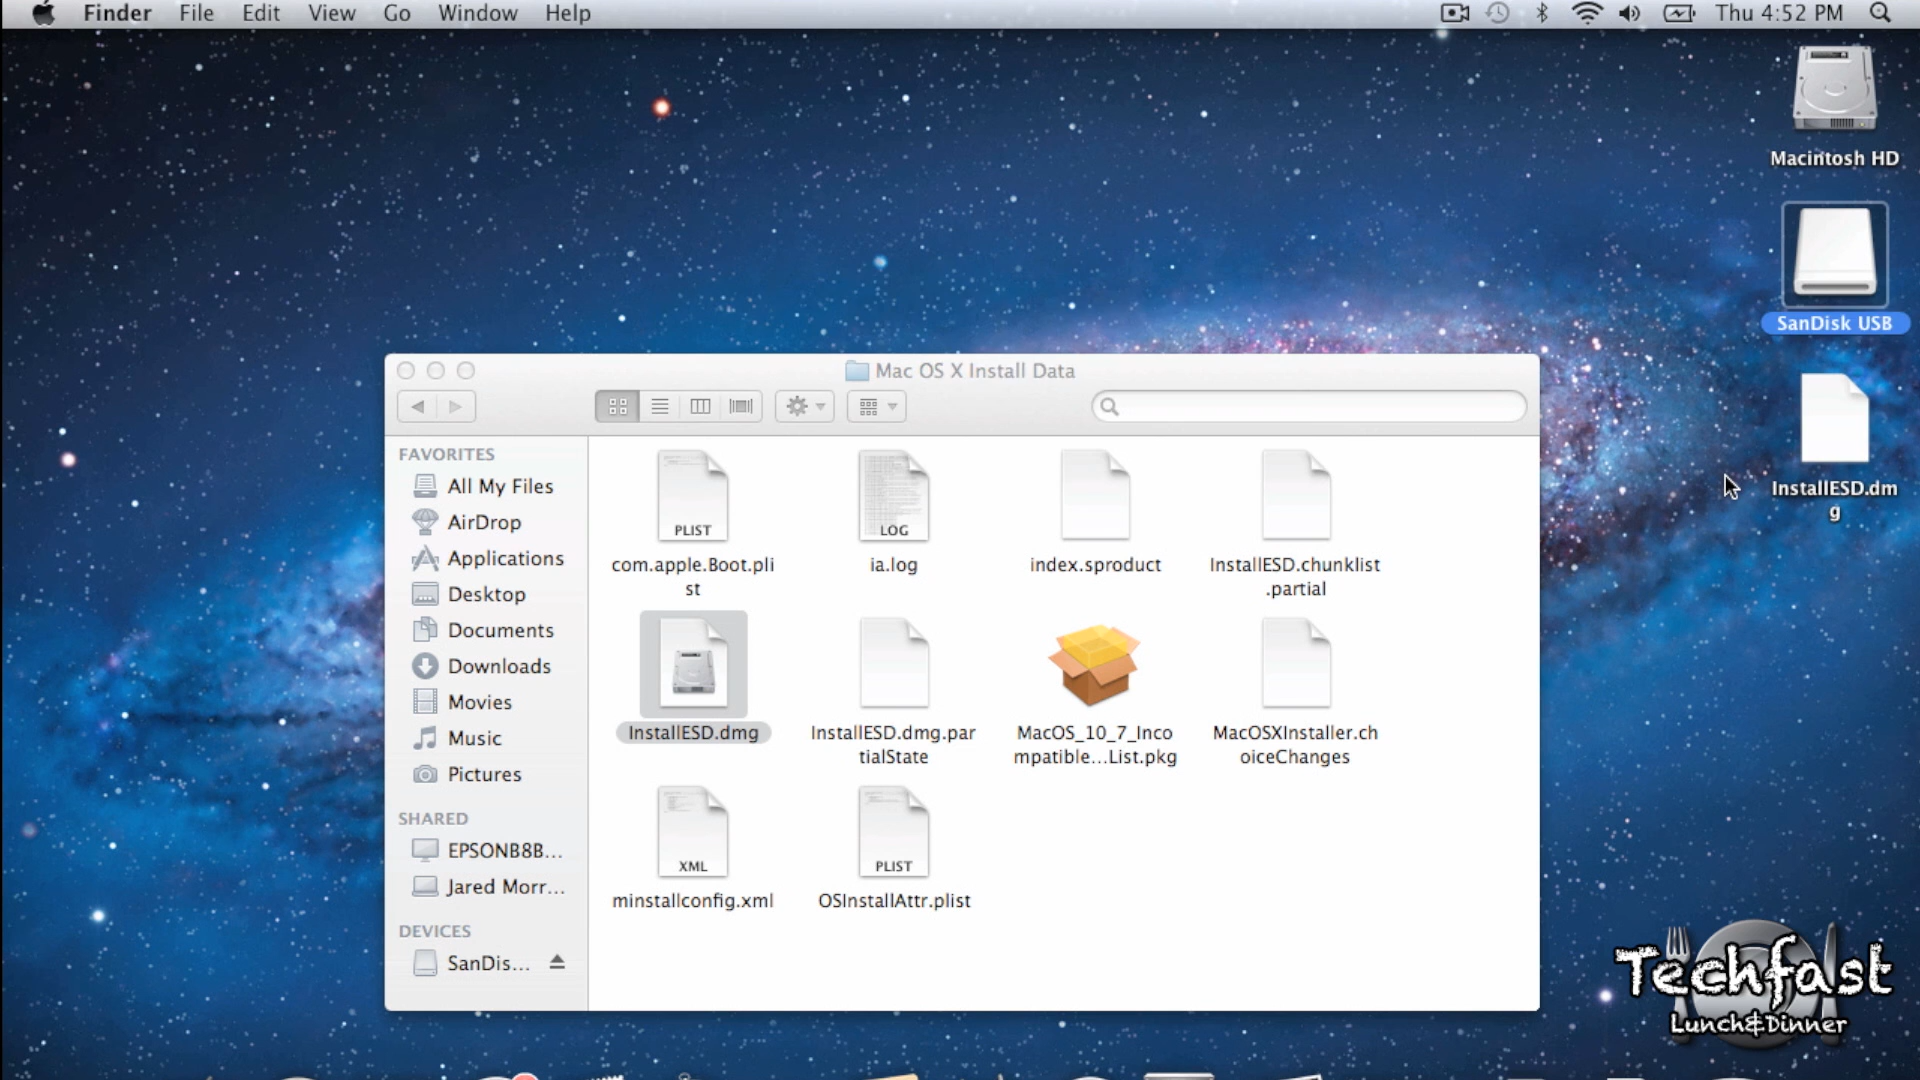 Finder File Edit View Go Window Help Thu 4:52 PM
Macintosh HD
SanDisk USB
InstallESD.dm
g
Mac OS X Install Data
FAVORITES
All My Files
AirDrop
Applications
Desktop
Documents
Downloads
Movies
Music
Pictures
SHARED
EPSONB8B...
Jared Morr...
DEVICES
SanDis...
PLIST
com.apple.Boot.pli
st
LOG
ia.log
index.sproduct
InstallESD.chunklist
.partial
InstallESD.dmg
InstallESD.dmg.par
tialState
MacOS_10_7_Inco
mpatible...List.pkg
MacOSXInstaller.ch
oiceChanges
XML
minstallconfig.xml
PLIST
OSInstallAttr.plist
Techfast
Lunch&Dinner